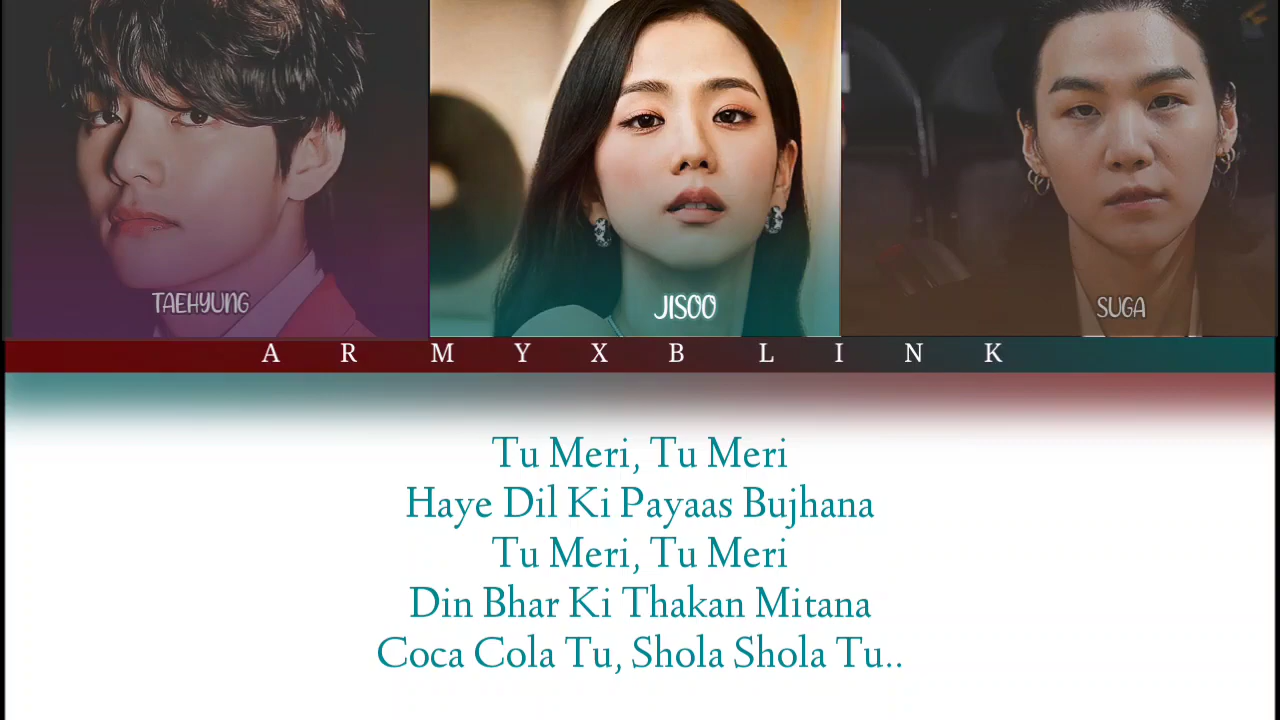 TAEHYUNG JISOO SUGA
A R M Y X B L I N K
Tu Meri, Tu Meri
Haye Dil Ki Payaas Bujhana
Tu Meri, Tu Meri
Din Bhar Ki Thakan Mitana
Coca Cola Tu, Shola Shola Tu..